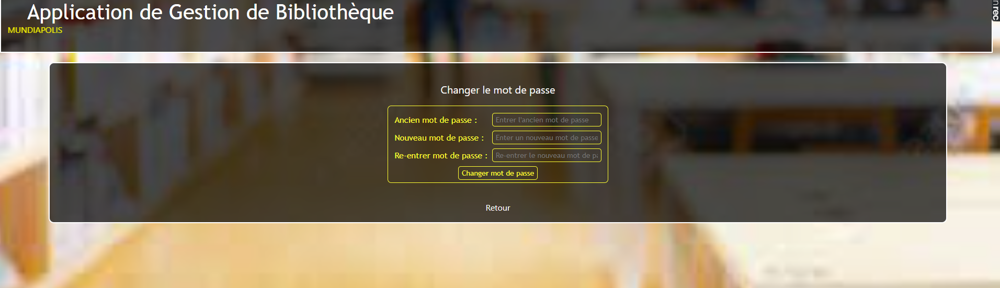 Application de Gestion de Bibliothèque
MUNDIAPOLIS
rec
Changer le mot de passe
Ancien mot de passe : Entrer l'ancien mot de passe
Nouveau mot de passe : Enter un nouveau mot de passe
Re-entrer mot de passe : Re-entrer le nouveau mot de pa
Changer mot de passe
Retour